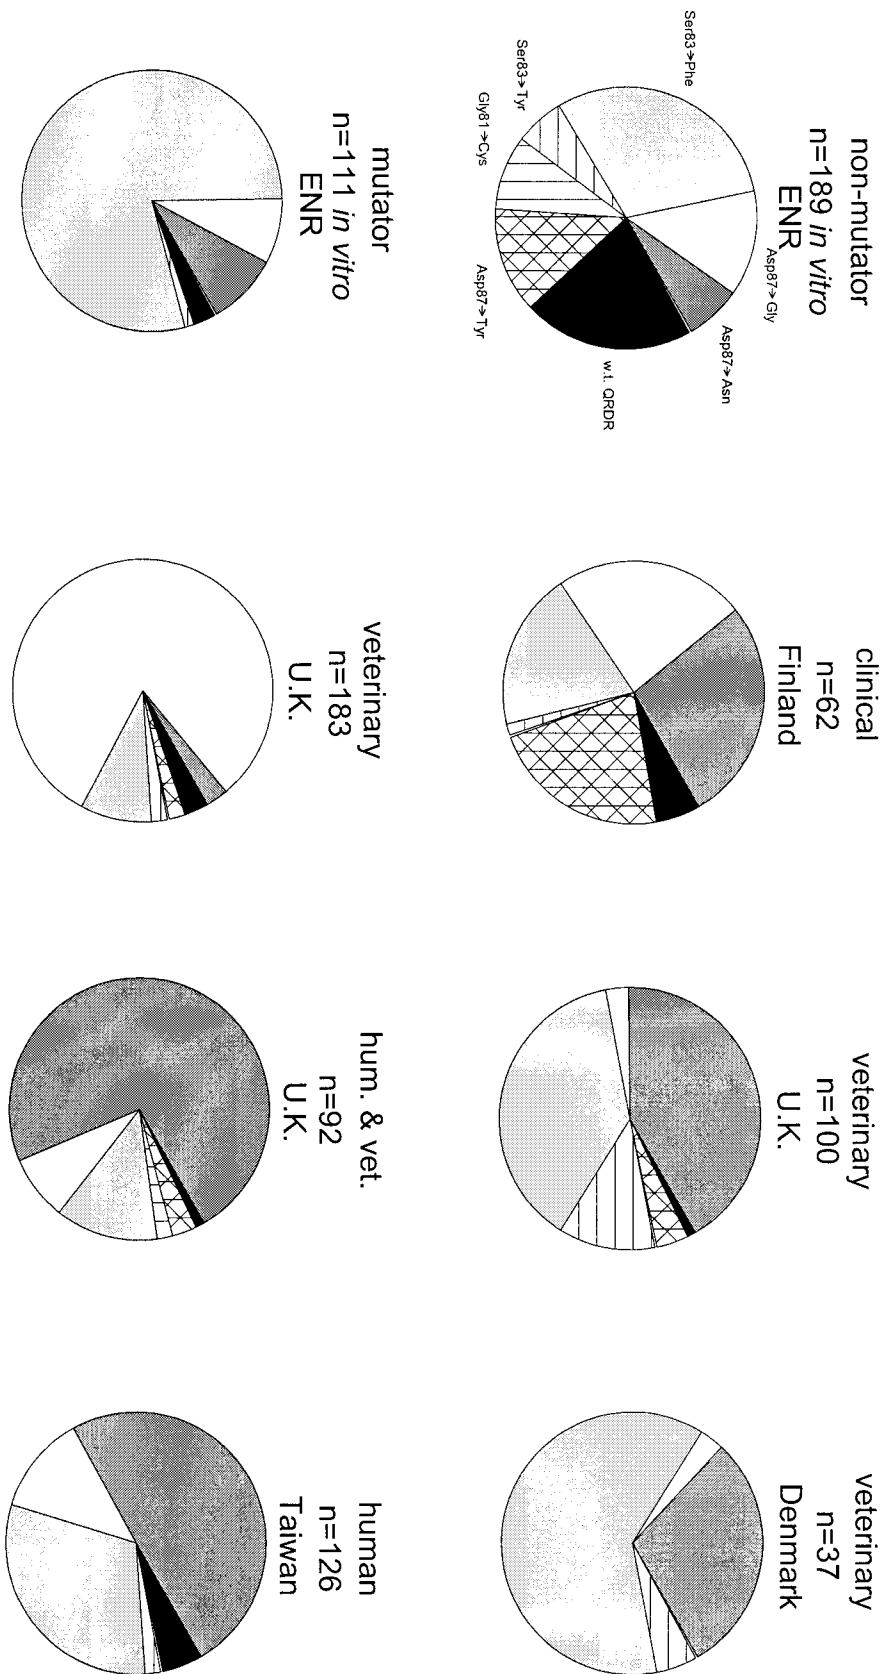 non-mutator
n=189 in vitro
ENR
Asp87→Gly
Asp87→Asn
Ser83→Phe
w.t. QRDR
Ser83→Tyr
Gly81→Cys
Asp87→Tyr
clinical
n=62
Finland
veterinary
n=100
U.K.
veterinary
n=37
Denmark
mutator
n=111 in vitro
ENR
veterinary
n=183
U.K.
hum. & vet.
n=92
U.K.
human
n=126
Taiwan